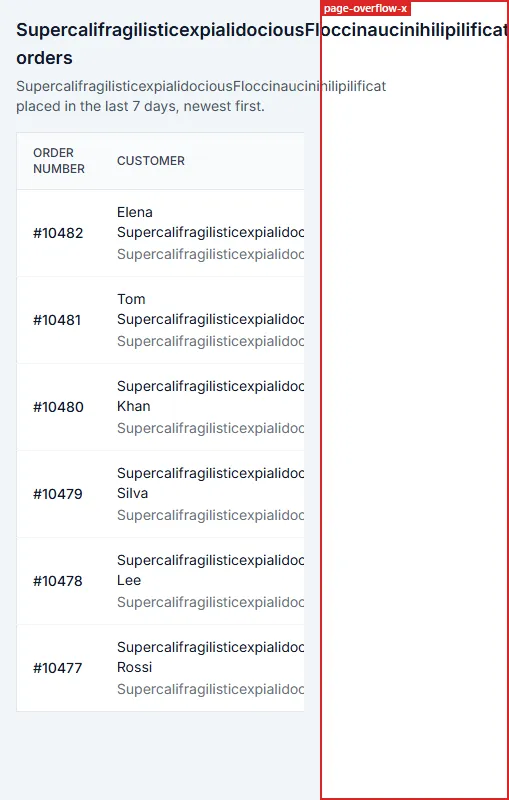 page-overflow-x
SupercalifragilisticexpialidociousFloccinaucinihilipilificat
orders
SupercalifragilisticexpialidociousFloccinaucinihilipilificat
placed in the last 7 days, newest first.
ORDER
NUMBER
CUSTOMER
#10482
Elena
Supercalifragilisticexpialidoc
Supercalifragilisticexpialidoc
#10481
Tom
Supercalifragilisticexpialidoc
Supercalifragilisticexpialidoc
#10480
Supercalifragilisticexpialidoc
Khan
Supercalifragilisticexpialidoc
#10479
Supercalifragilisticexpialidoc
Silva
Supercalifragilisticexpialidoc
#10478
Supercalifragilisticexpialidoc
Lee
Supercalifragilisticexpialidoc
#10477
Supercalifragilisticexpialidoc
Rossi
Supercalifragilisticexpialidoc